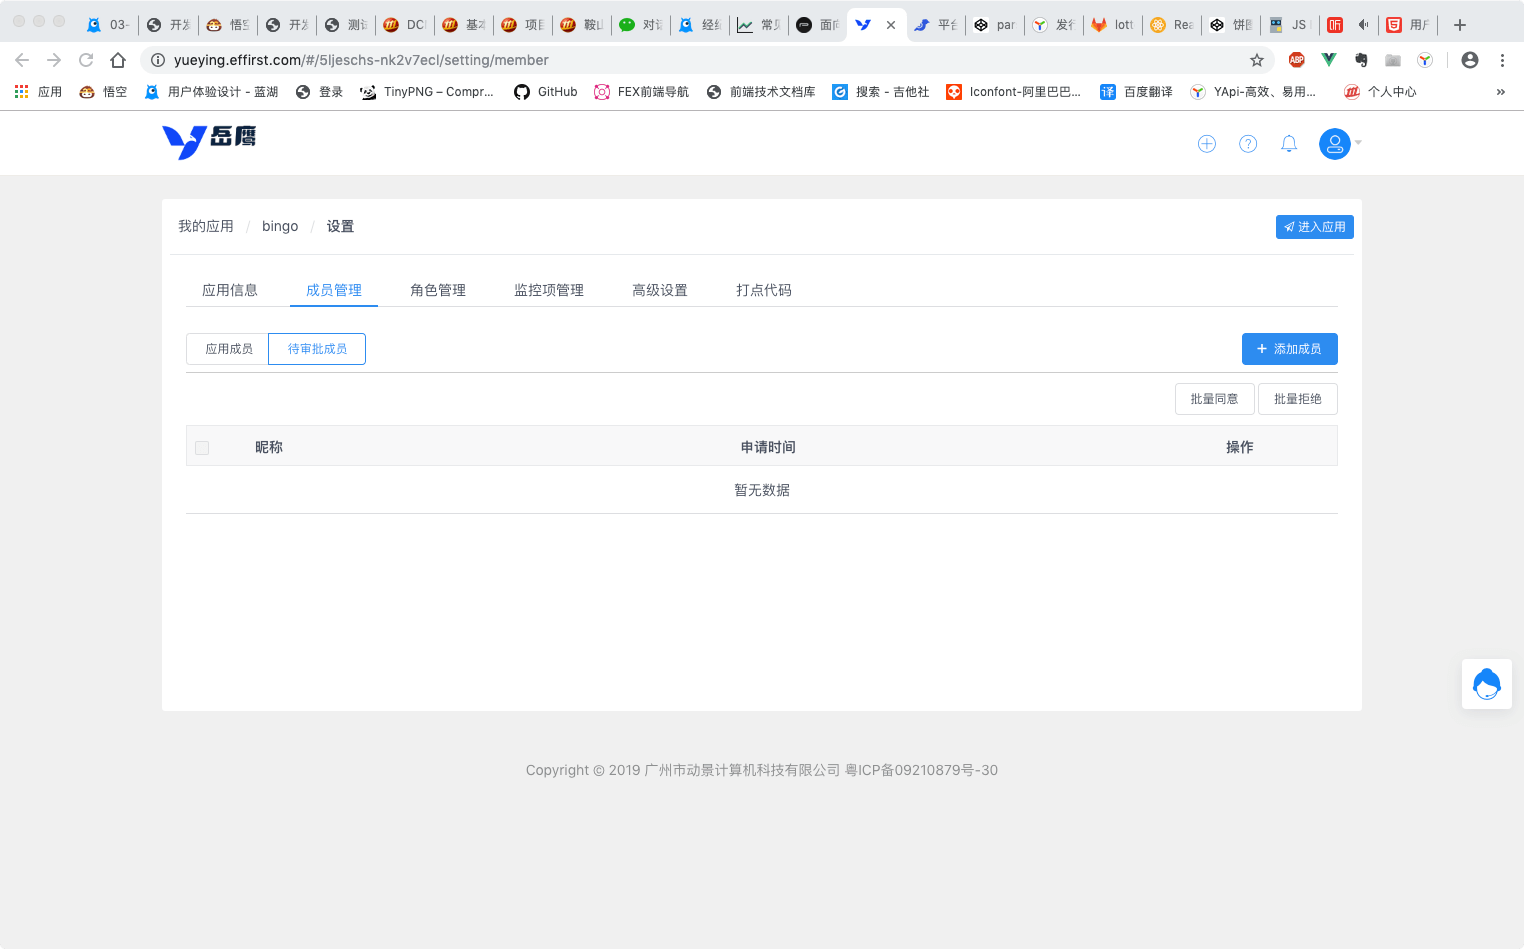 03-
开发
悟空
开发
测试
DC
基本
项目
鞍山
对话
经纬
常见
面向
平台
par
发行
lott
Rea
饼图
JS
听
用户
yueying.effirst.com/#/5ljeschs-nk2v7ecl/setting/member
ABP
应用
悟空
用户体验设计 - 蓝湖
登录
TinyPNG – Compr...
GitHub
FEX前端导航
前端技术文档库
搜索 - 吉他社
Iconfont-阿里巴巴...
译 百度翻译
YApi-高效、易用...
个人中心
»
岳鹰
我的应用 / bingo / 设置
进入应用
应用信息 成员管理 角色管理 监控项管理 高级设置 打点代码
应用成员 待审批成员
+ 添加成员
批量同意 批量拒绝
昵称 申请时间 操作
暂无数据
Copyright © 2019 广州市动景计算机科技有限公司 粤ICP备09210879号-30